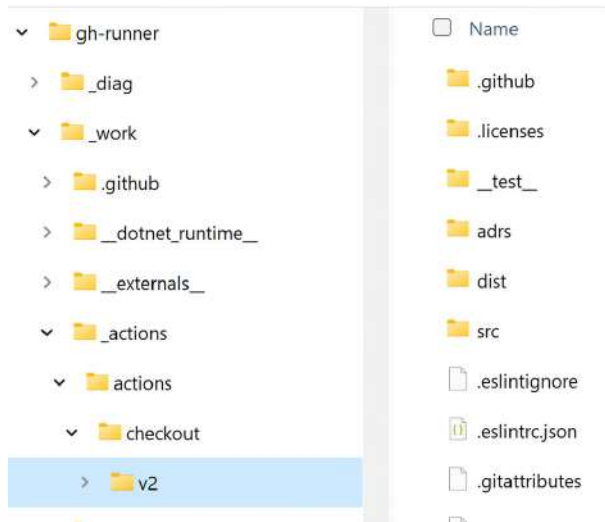 gh-runner
_diag
_work
.github
__dotnet_runtime__
__externals__
_actions
actions
checkout
v2
Name
.github
.licenses
__test__
adrs
dist
src
.eslintignore
.eslintrc.json
.gitattributes